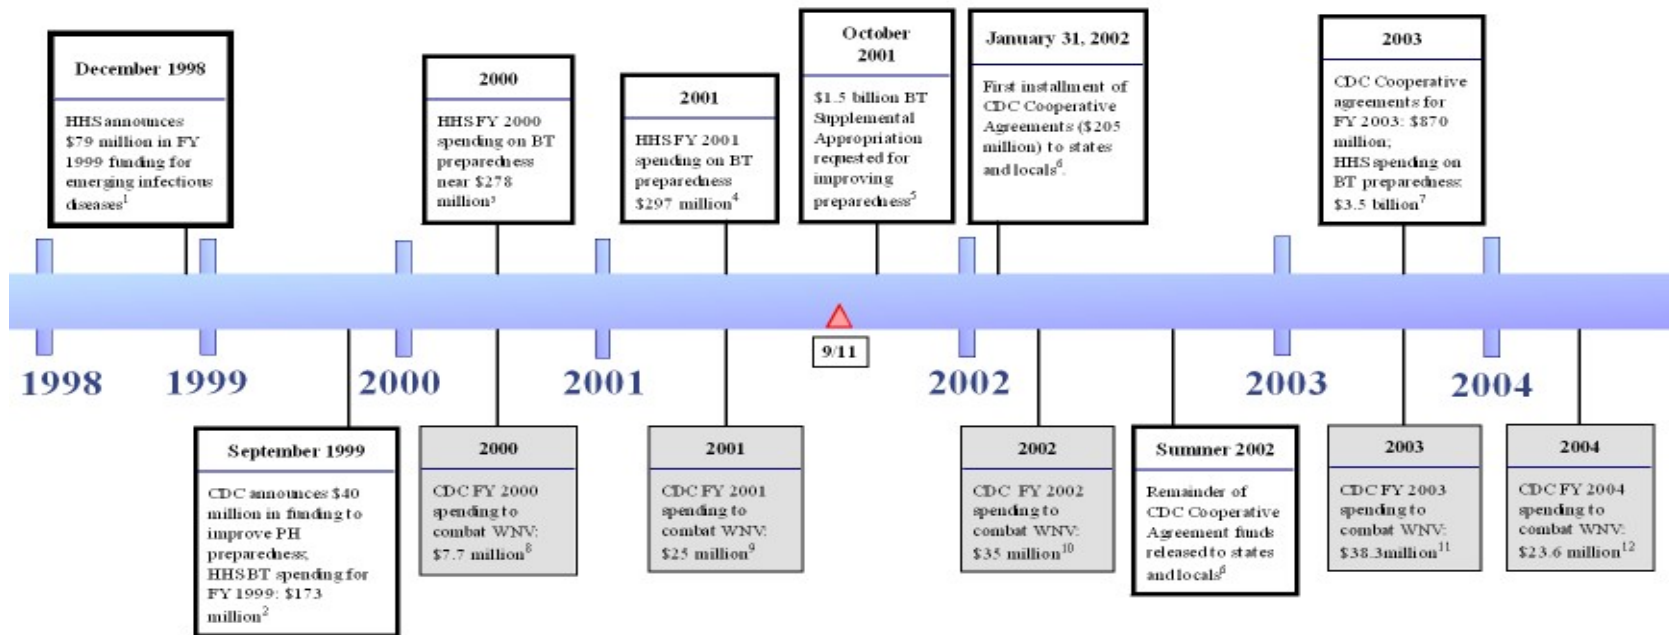 December 1998
HHS announces
$79 million in FY
1999 funding for
emerging infectious
diseases1
2000
HHS FY 2000
spending on BT
preparedness
near $278
million3
2001
HHS FY 2001
spending on BT
preparedness
$297 million4
October
2001
$1.5 billion BT
Supplemental
Appropriation
requested for
improving
preparedness5
January 31, 2002
First installment of
CDC Cooperative
Agreements ($205
million) to states
and locals6.
2003
CDC Cooperative
agreements for
FY 2003: $870
million;
HHS spending on
BT preparedness:
$3.5 billion7
9/11
1998
1999
2000
2001
2002
2003
2004
September 1999
CDC announces $40
million in funding to
improve PH
preparedness;
HHS BT spending for
FY 1999: $173
million2
2000
CDC FY 2000
spending to
combat WNV:
$7.7 million8
2001
CDC FY 2001
spending to
combat WNV:
$25 million9
2002
CDC FY 2002
spending to
combat WNV:
$35 million10
Summer 2002
Remainder of
CDC Cooperative
Agreement funds
released to states
and locals6
2003
CDC FY 2003
spending to
combat WNV:
$38.3million11
2004
CDC FY 2004
spending to
combat WNV:
$23.6 million12